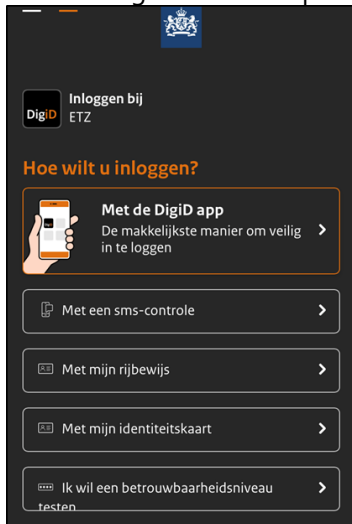 DigiD
Inloggen bij
ETZ
Hoe wilt u inloggen?
Met de DigiD app
De makkelijkste manier om veilig
in te loggen
Met een sms-controle
Met mijn rijbewijs
Met mijn identiteitskaart
Ik wil een betrouwbaarheidsniveau
testen